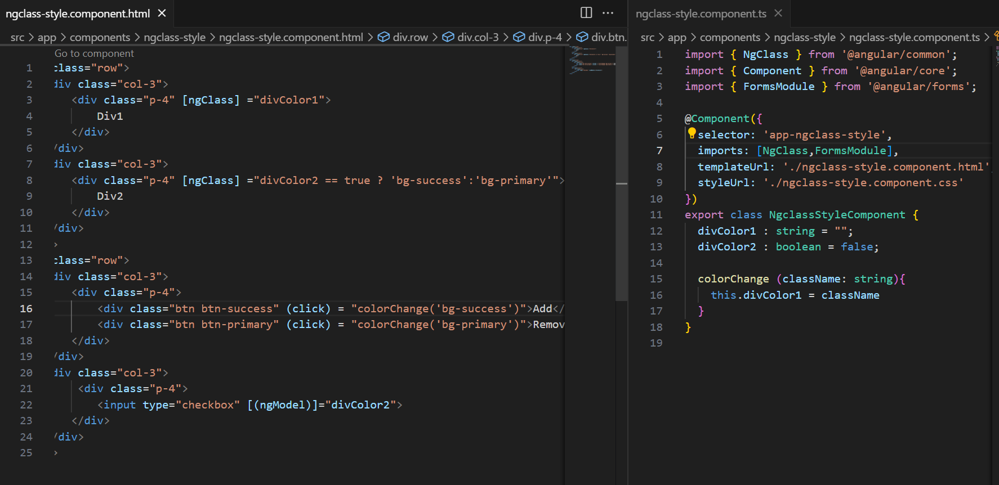 ngclass-style.component.html
src > app > components > ngclass-style > ngclass-style.component.html > div.row > div.col-3 > div.p-4 > div.btn.
Go to component
1 class="row">
2 div class="col-3">
3 <div class="p-4" [ngClass] ="divColor1">
4 Div1
5 </div>
6 /div>
7 div class="col-3">
8 <div class="p-4" [ngClass] ="divColor2 == true ? 'bg-success':'bg-primary'">
9 Div2
10 </div>
11 /div>
12 >
13 class="row">
14 div class="col-3">
15 <div class="p-4">
16 <div class="btn btn-success" (click) = "colorChange('bg-success')">Add</
17 <div class="btn btn-primary" (click) = "colorChange('bg-primary')">Remov
18 </div>
19 /div>
20 div class="col-3">
21 <div class="p-4">
22 <input type="checkbox" [(ngModel)]="divColor2">
23 </div>
24 /div>
25 >
ngclass-style.component.ts
src > app > components > ngclass-style > ngclass-style.component.ts >
1 import { NgClass } from '@angular/common';
2 import { Component } from '@angular/core';
3 import { FormsModule } from '@angular/forms';
4
5 @Component({
6 selector: 'app-ngclass-style',
7 imports: [NgClass,FormsModule],
8 templateUrl: './ngclass-style.component.html',
9 styleUrl: './ngclass-style.component.css'
10 })
11 export class NgclassStyleComponent {
12 divColor1 : string = "";
13 divColor2 : boolean = false;
14
15 colorChange (className: string){
16 this.divColor1 = className
17 }
18 }
19